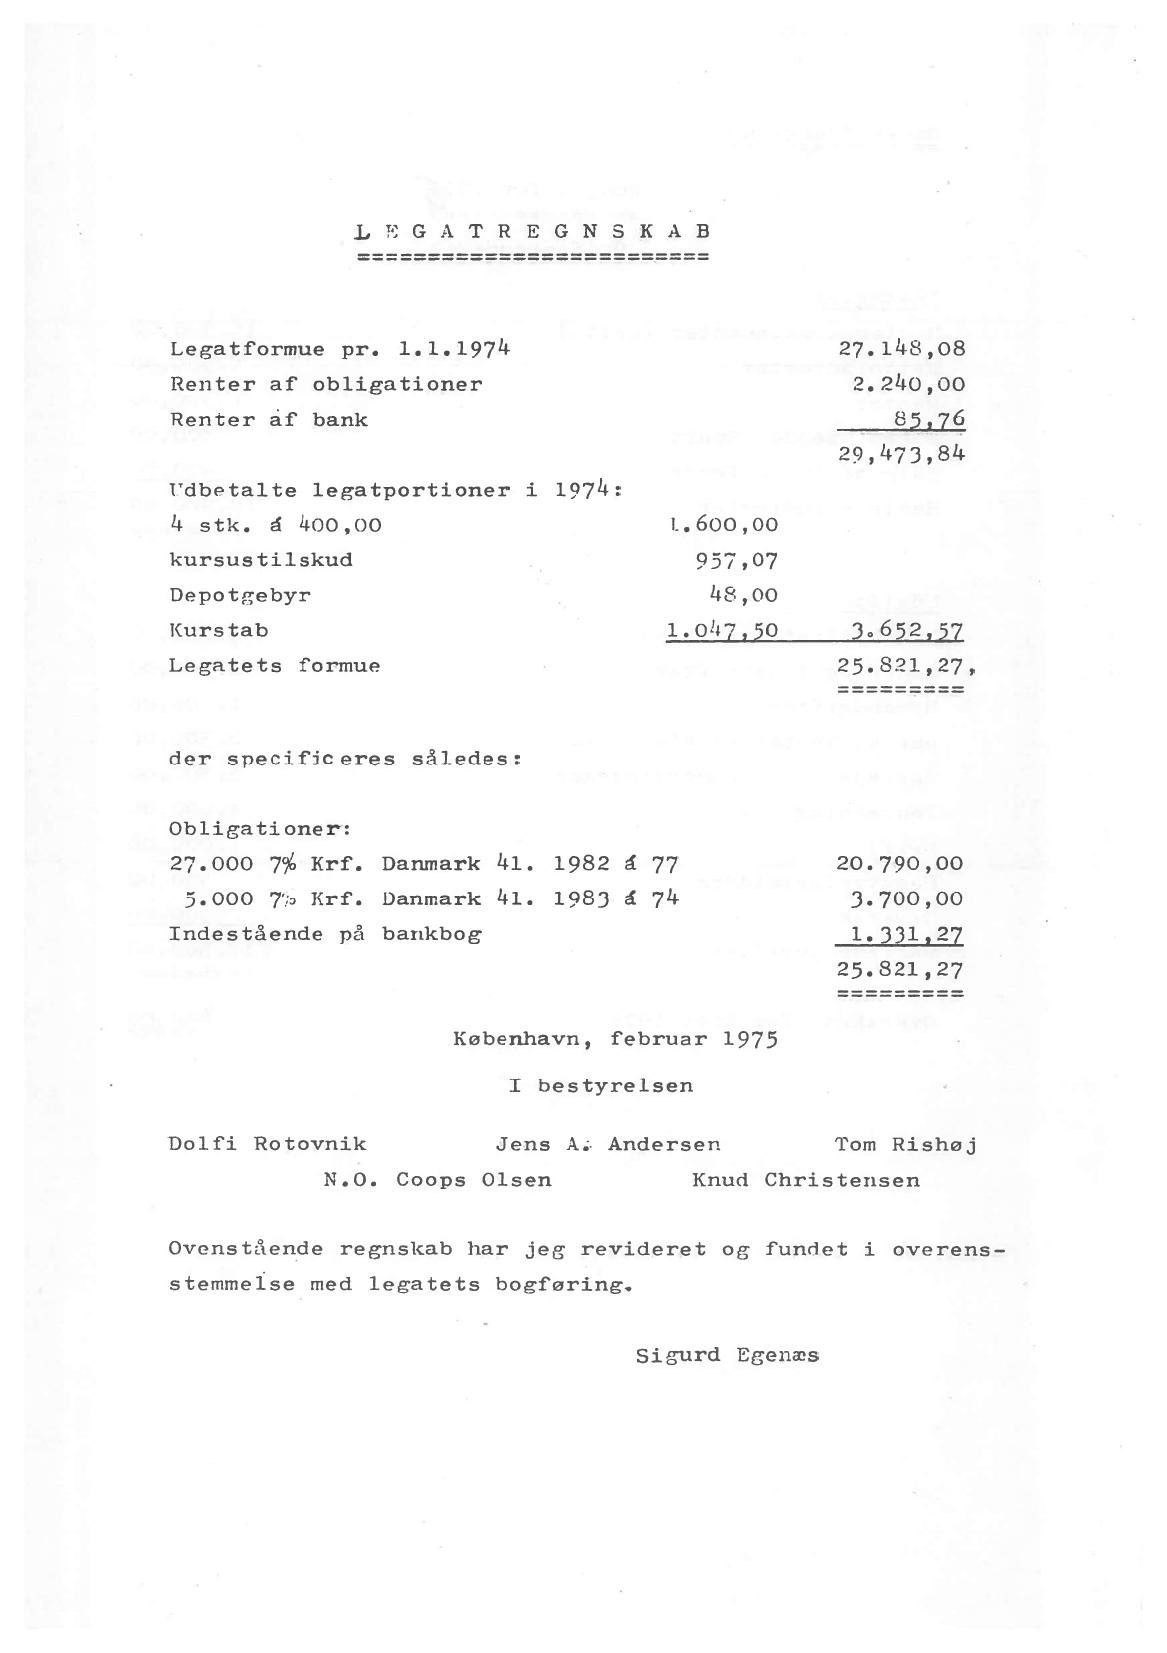 L E G A T R E G N S K A B
=========================
Legatformue pr. 1.1.1974 27.148,08
Renter af obligationer 2.240,00
Renter af bank 85,76
29,473,84
Udbetalte legatportioner i 1974:
4 stk. á 400,00 1.600,00
kursustilskud 957,07
Depotgebyr 48,00
Kurstab 1.047,50 3.652,57
Legatets formue 25.821,27,
=========
der specificeres således:
Obligationer:
27.000 7% Krf. Danmark 41. 1982 á 77 20.790,00
5.000 7% Krf. Danmark 41. 1983 á 74 3.700,00
Indestående på bankbog 1.331,27
25.821,27
=========
København, februar 1975
I bestyrelsen
Dolfi Rotovnik Jens A. Andersen Tom Rishøj
N.O. Coops Olsen Knud Christensen
Ovenstående regnskab har jeg revideret og fundet i overens-
stemmelse med legatets bogføring.
Sigurd Egenæs